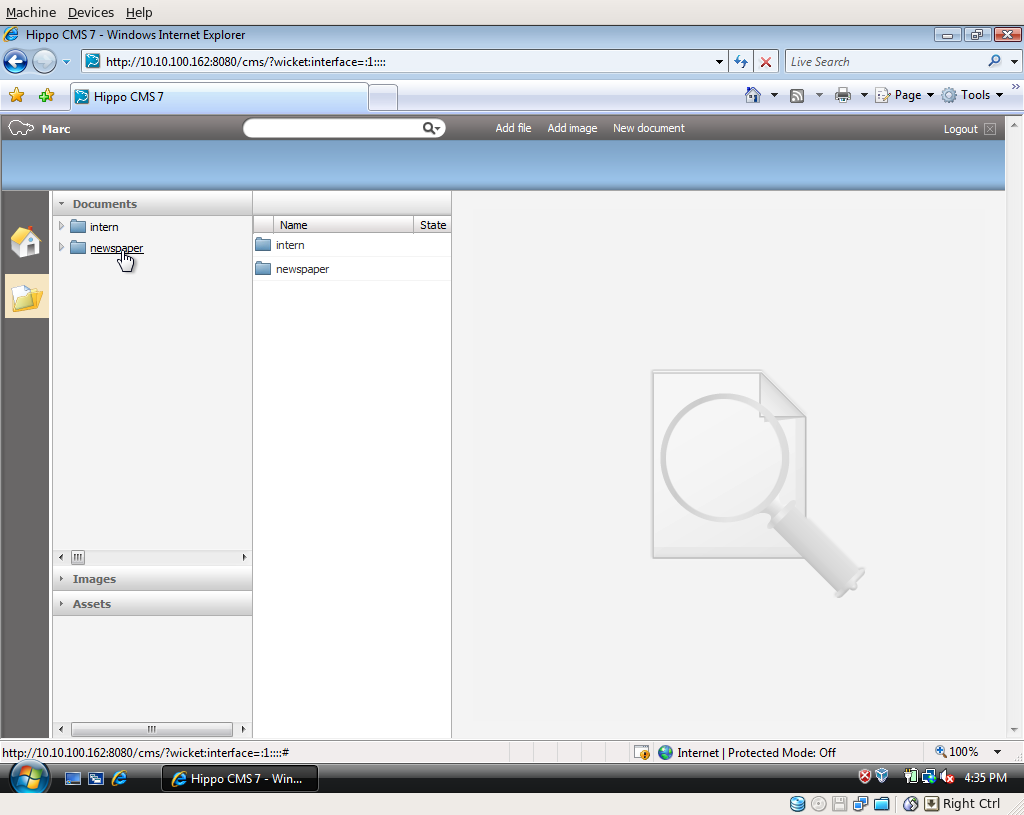 Machine Devices Help
Hippo CMS 7 - Windows Internet Explorer
http://10.10.100.162:8080/cms/?wicket:interface=:1::::
Live Search
Hippo CMS 7
Page Tools
Marc
Add file Add image New document
Logout
Documents
intern
newspaper
Name State
intern
newspaper
Images
Assets
http://10.10.100.162:8080/cms/?wicket:interface=:1::::#
Internet | Protected Mode: Off
100%
Hippo CMS 7 - Win...
4:35 PM
Right Ctrl